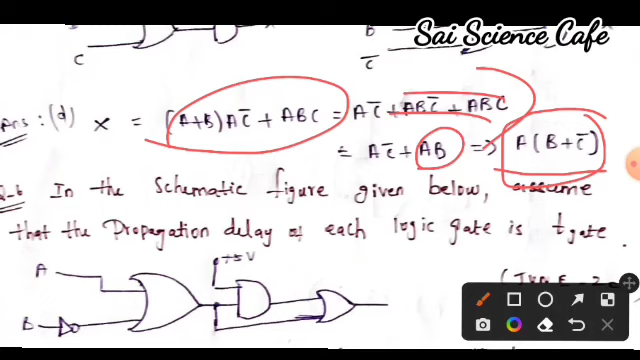 C
B
C̅
Sai Science Cafe
Ans : (d) X = (A+B)AC̅ + ABC = AC̅ + ABC̅ + ABC
= AC̅ + AB => A(B+C̅)
Q-6 In the schematic figure given below, assume
that the Propagation delay of each logic gate is tgate.
+5V
A
B